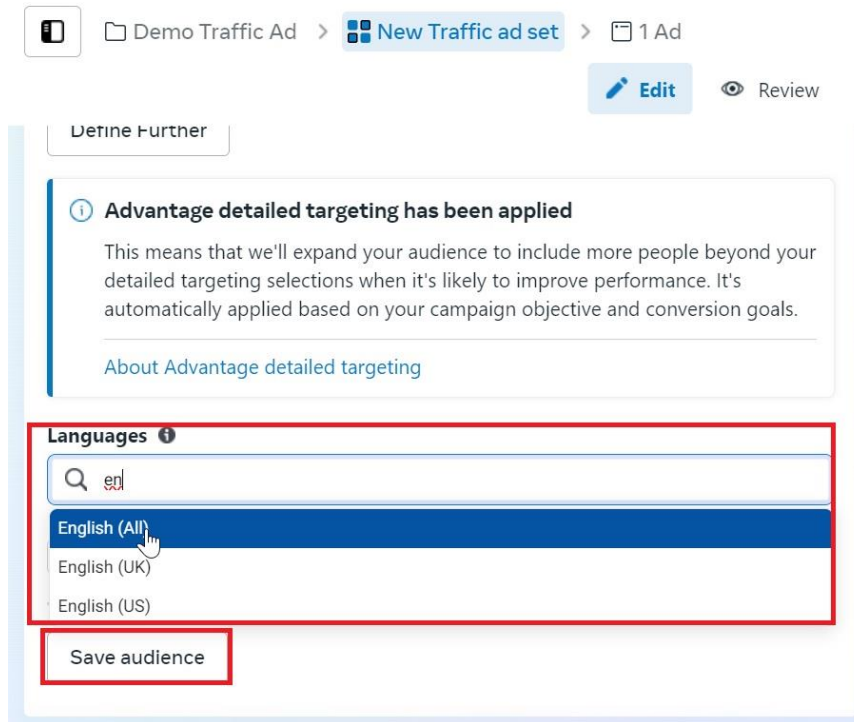 Demo Traffic Ad > New Traffic ad set > 1 Ad
Edit Review
Define Further
Advantage detailed targeting has been applied
This means that we'll expand your audience to include more people beyond your
detailed targeting selections when it's likely to improve performance. It's
automatically applied based on your campaign objective and conversion goals.
About Advantage detailed targeting
Languages
en
English (All)
English (UK)
English (US)
Save audience